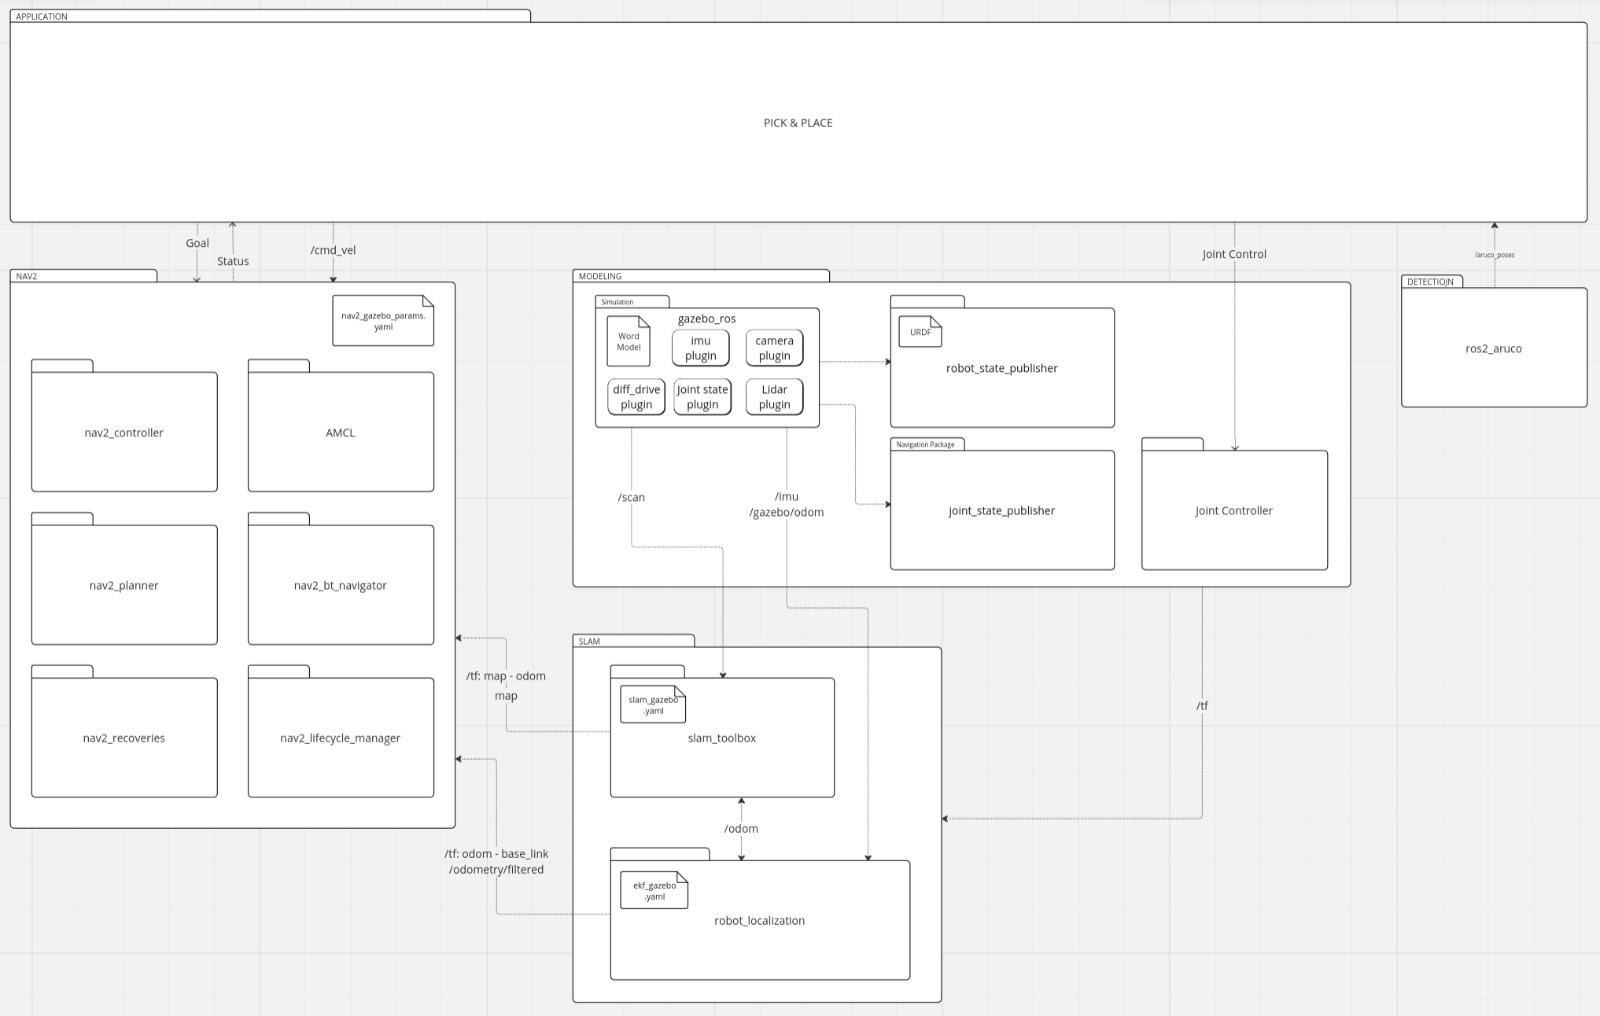 APPLICATION
PICK & PLACE
Goal
Status
/cmd_vel
Joint Control
/aruco_poses
NAV2
nav2_gazebo_params.
yaml
nav2_controller
AMCL
nav2_planner
nav2_bt_navigator
nav2_recoveries
nav2_lifecycle_manager
MODELING
Simulation
gazebo_ros
Word
Model
imu
plugin
camera
plugin
diff_drive
plugin
Joint state
plugin
Lidar
plugin
URDF
robot_state_publisher
Navigation Package
joint_state_publisher
Joint Controller
DETECTIOJN
ros2_aruco
/scan
/imu
/gazebo/odom
/tf: map - odom
map
/tf
SLAM
slam_gazebo
.yaml
slam_toolbox
/odom
/tf: odom - base_link
/odometry/filtered
ekf_gazebo
.yaml
robot_localization